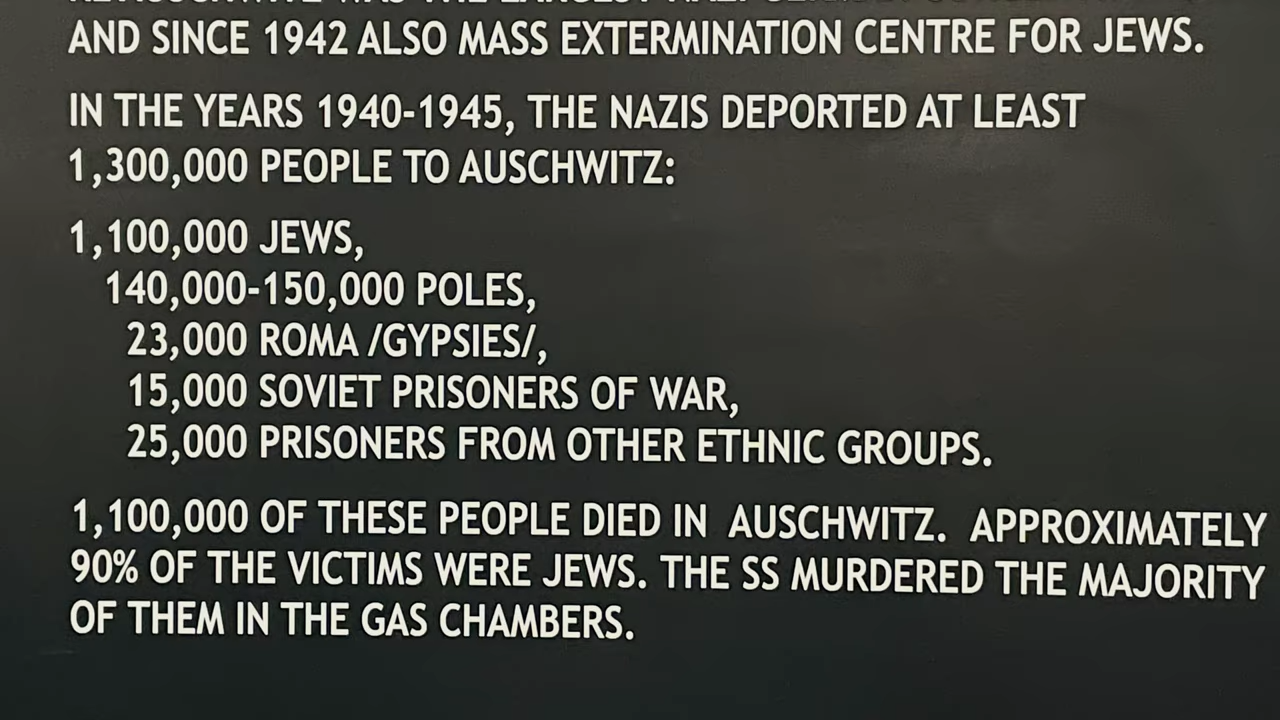 AND SINCE 1942 ALSO MASS EXTERMINATION CENTRE FOR JEWS.
IN THE YEARS 1940-1945, THE NAZIS DEPORTED AT LEAST
1,300,000 PEOPLE TO AUSCHWITZ:
1,100,000 JEWS,
140,000-150,000 POLES,
23,000 ROMA /GYPSIES/,
15,000 SOVIET PRISONERS OF WAR,
25,000 PRISONERS FROM OTHER ETHNIC GROUPS.
1,100,000 OF THESE PEOPLE DIED IN AUSCHWITZ. APPROXIMATELY
90% OF THE VICTIMS WERE JEWS. THE SS MURDERED THE MAJORITY
OF THEM IN THE GAS CHAMBERS.